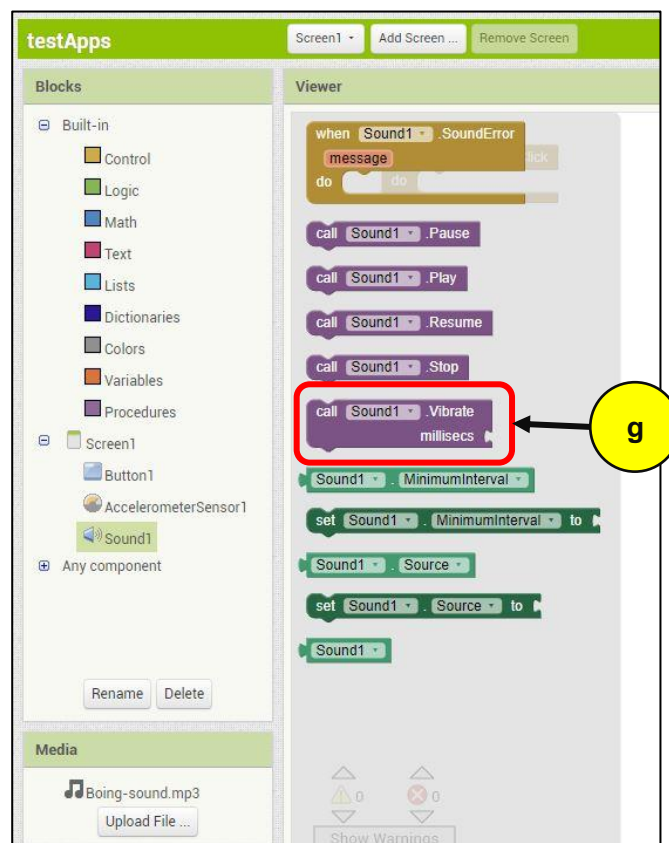 testApps
Screen1
Add Screen ...
Remove Screen
Blocks
Viewer
Built-in
Control
Logic
Math
Text
Lists
Dictionaries
Colors
Variables
Procedures
Screen1
Button1
AccelerometerSensor1
Sound1
Any component
Rename
Delete
Media
Boing-sound.mp3
Upload File ...
when Sound1 .SoundError
message
do
do
call Sound1 .Pause
call Sound1 .Play
call Sound1 .Resume
call Sound1 .Stop
call Sound1 .Vibrate
millisecs
g
Sound1 . MinimumInterval
set Sound1 . MinimumInterval to
Sound1 . Source
set Sound1 . Source to
Sound1
0
0
Show Warnings